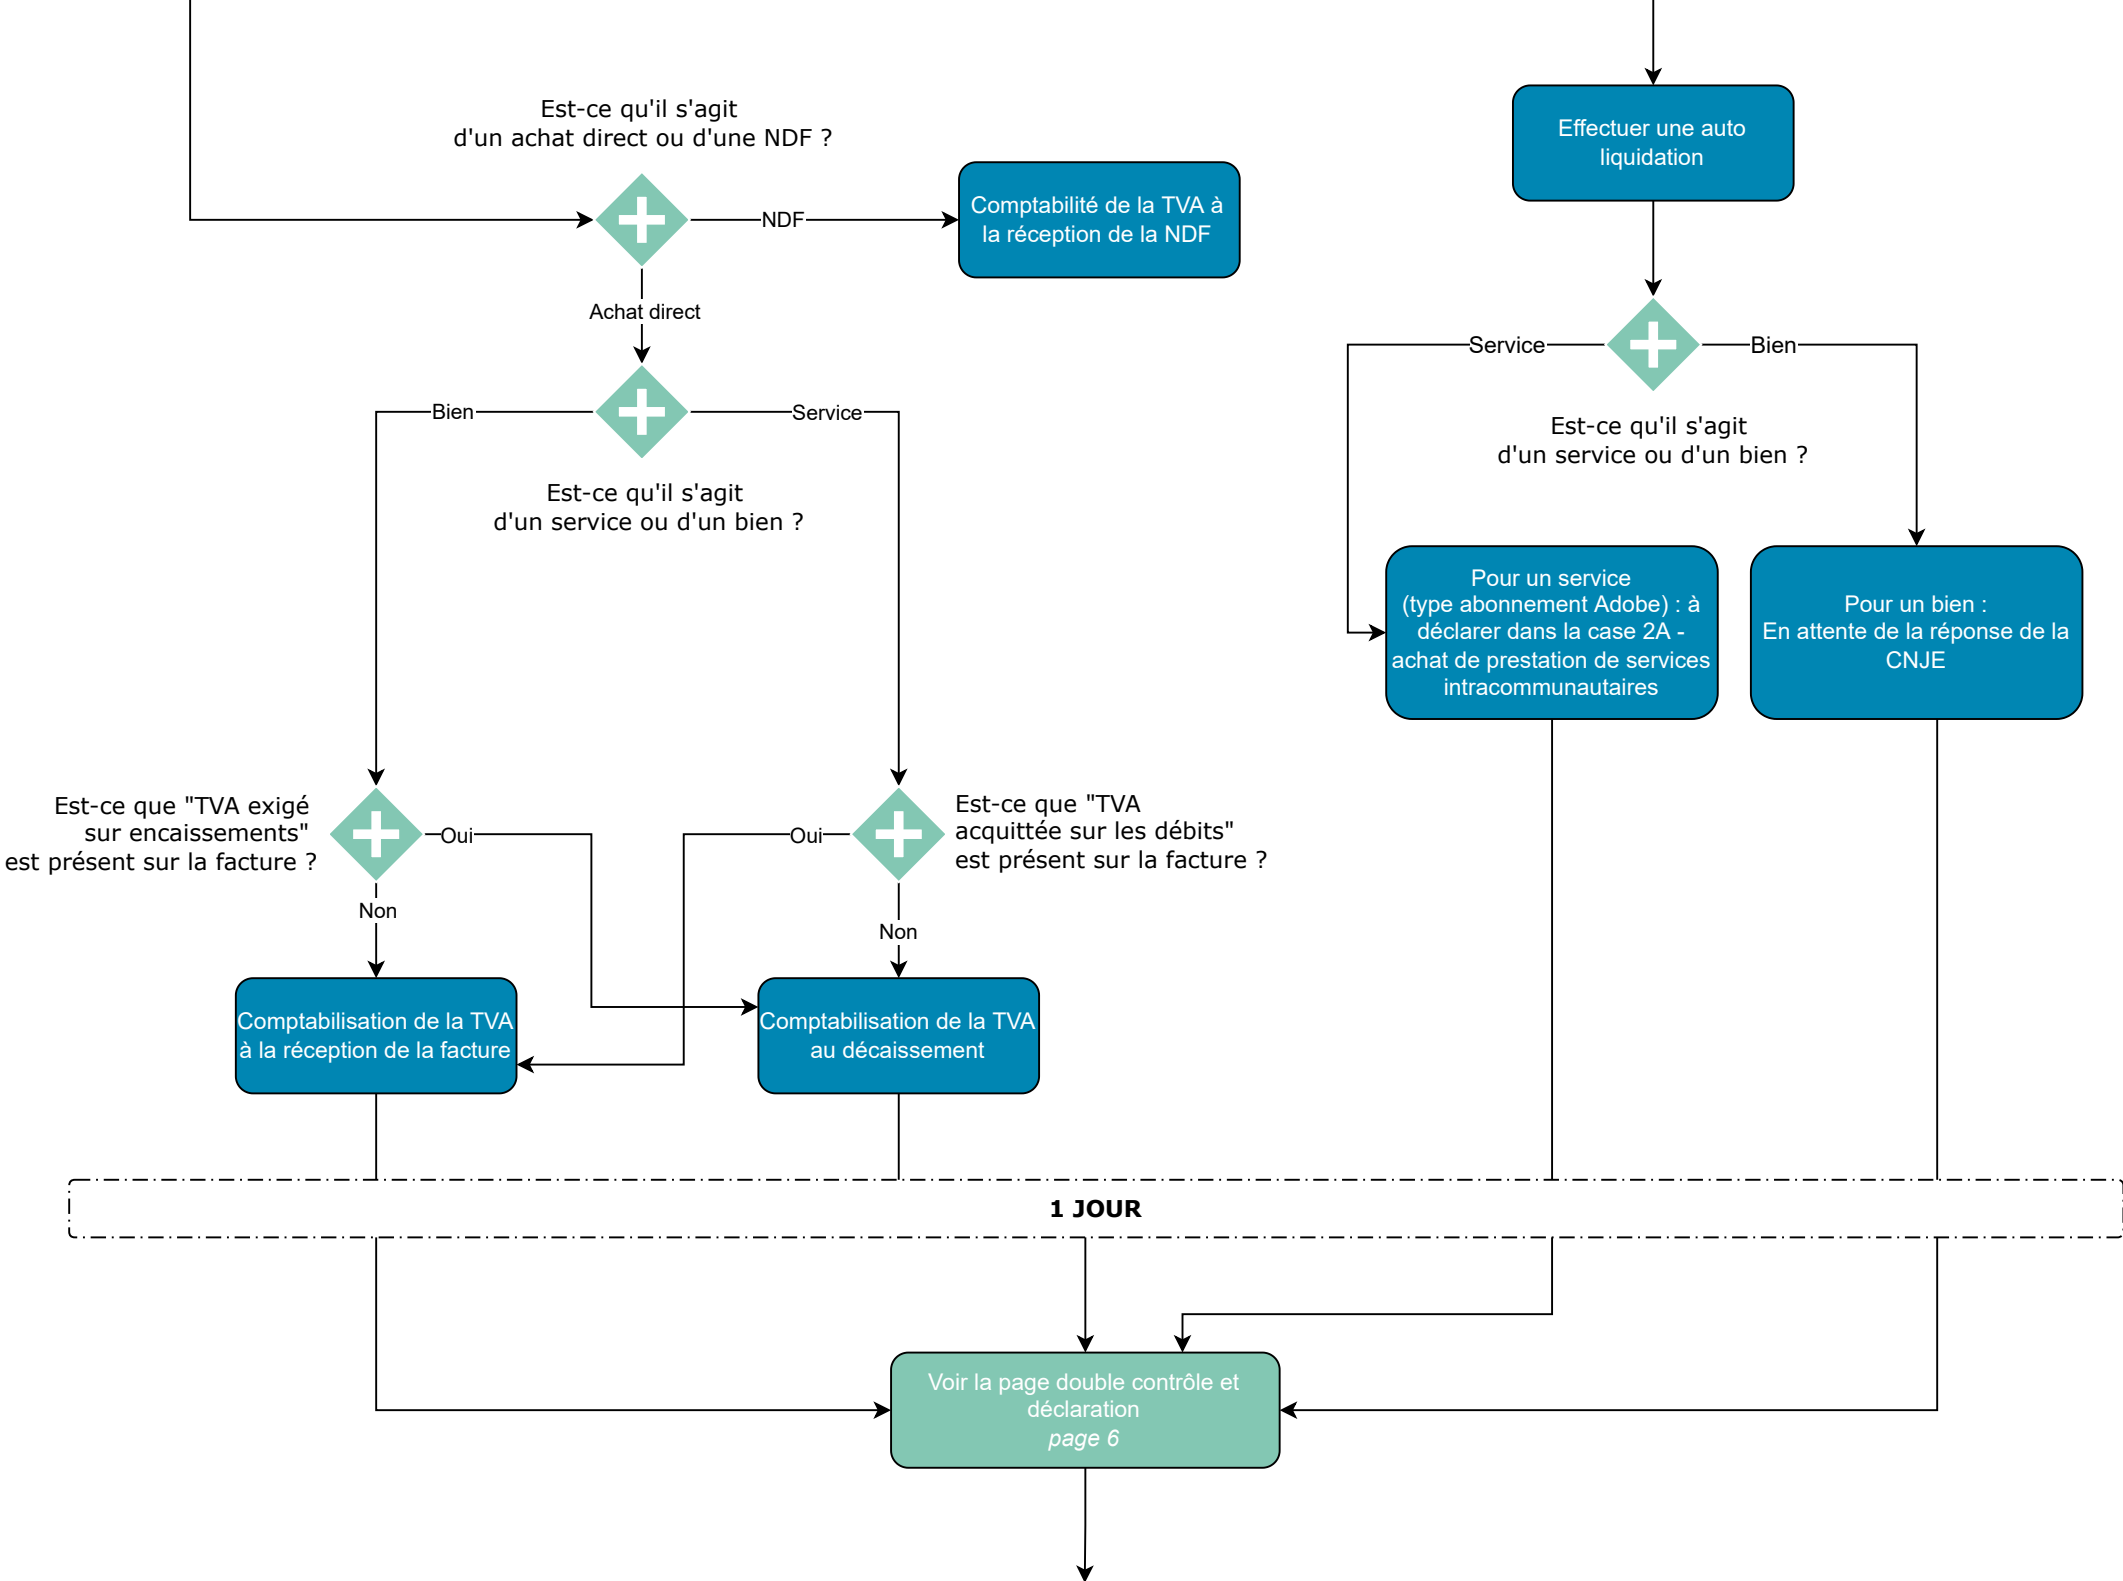 Est-ce qu'il s'agit
d'un achat direct ou d'une NDF ?
NDF
Comptabilité de la TVA à
la réception de la NDF
Achat direct
Bien
Service
Est-ce qu'il s'agit
d'un service ou d'un bien ?
Est-ce que "TVA exigé
sur encaissements"
est présent sur la facture ?
Oui
Non
Oui
Est-ce que "TVA
acquittée sur les débits"
est présent sur la facture ?
Non
Comptabilisation de la TVA
à la réception de la facture
Comptabilisation de la TVA
au décaissement
Effectuer une auto
liquidation
Service
Bien
Est-ce qu'il s'agit
d'un service ou d'un bien ?
Pour un service
(type abonnement Adobe) : à
déclarer dans la case 2A -
achat de prestation de services
intracommunautaires
Pour un bien :
En attente de la réponse de la
CNJE
1 JOUR
Voir la page double contrôle et
déclaration
page 6